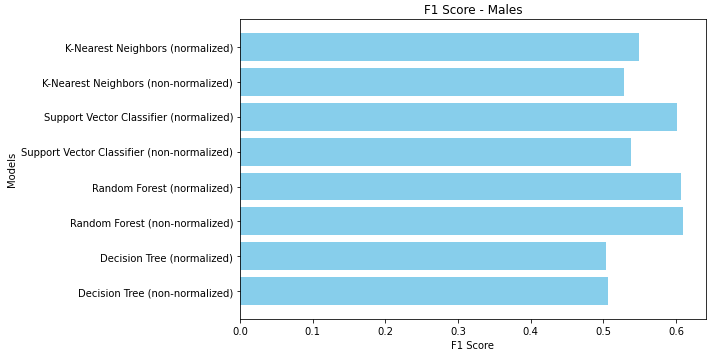 F1 Score - Males
K-Nearest Neighbors (normalized)
K-Nearest Neighbors (non-normalized)
Support Vector Classifier (normalized)
Support Vector Classifier (non-normalized)
Random Forest (normalized)
Random Forest (non-normalized)
Decision Tree (normalized)
Decision Tree (non-normalized)
Models
0.0 0.1 0.2 0.3 0.4 0.5 0.6
F1 Score